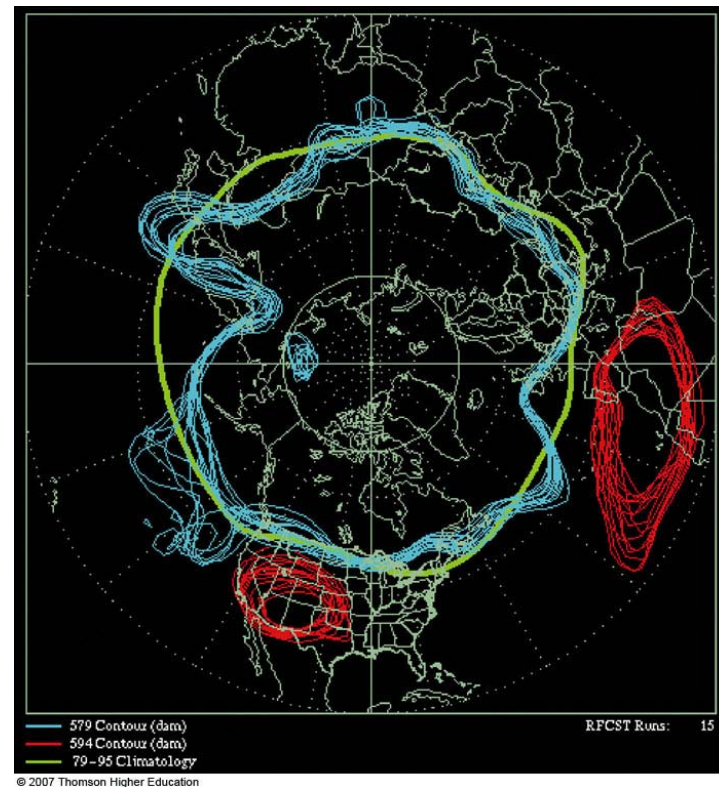 579 Contour (dam)
RFCST Runs: 15
594 Contour (dam)
79-95 Climatology
© 2007 Thomson Higher Education